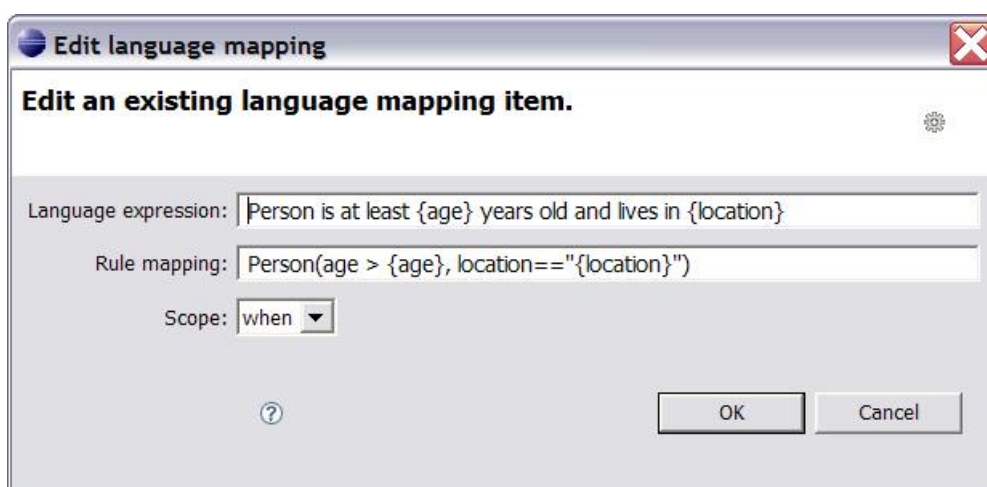 Edit language mapping
Edit an existing language mapping item.
Language expression: Person is at least {age} years old and lives in {location}
Rule mapping: Person(age > {age}, location=="{location}")
Scope: when
? OK Cancel